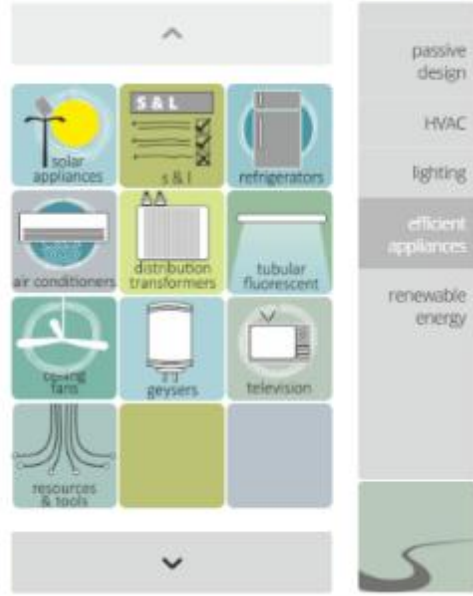 solar
appliances
S & L
s & l
refrigerators
air conditioners
distribution
transformers
tubular
fluorescent
ceiling
fans
geysers
television
resources
& tools
passive
design
HVAC
lighting
efficient
appliances
renewable
energy